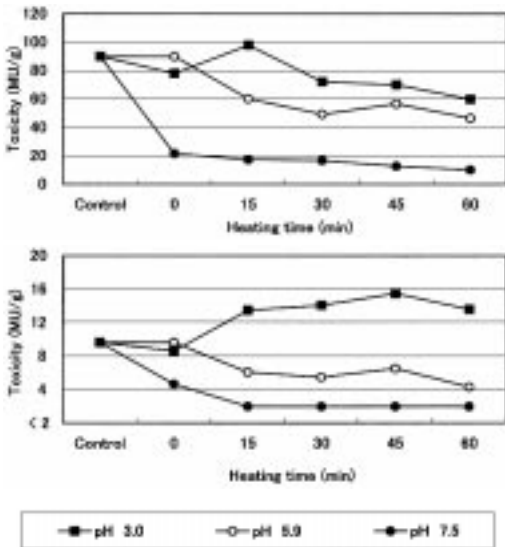 120
100
80
60
40
20
0
Toxicity (MU/g)
Control 0 15 30 45 60
Heating time (min)
20
16
12
8
4
< 2
Toxicity (MU/g)
Control 0 15 30 45 60
Heating time (min)
pH 3.0 pH 5.9 pH 7.5